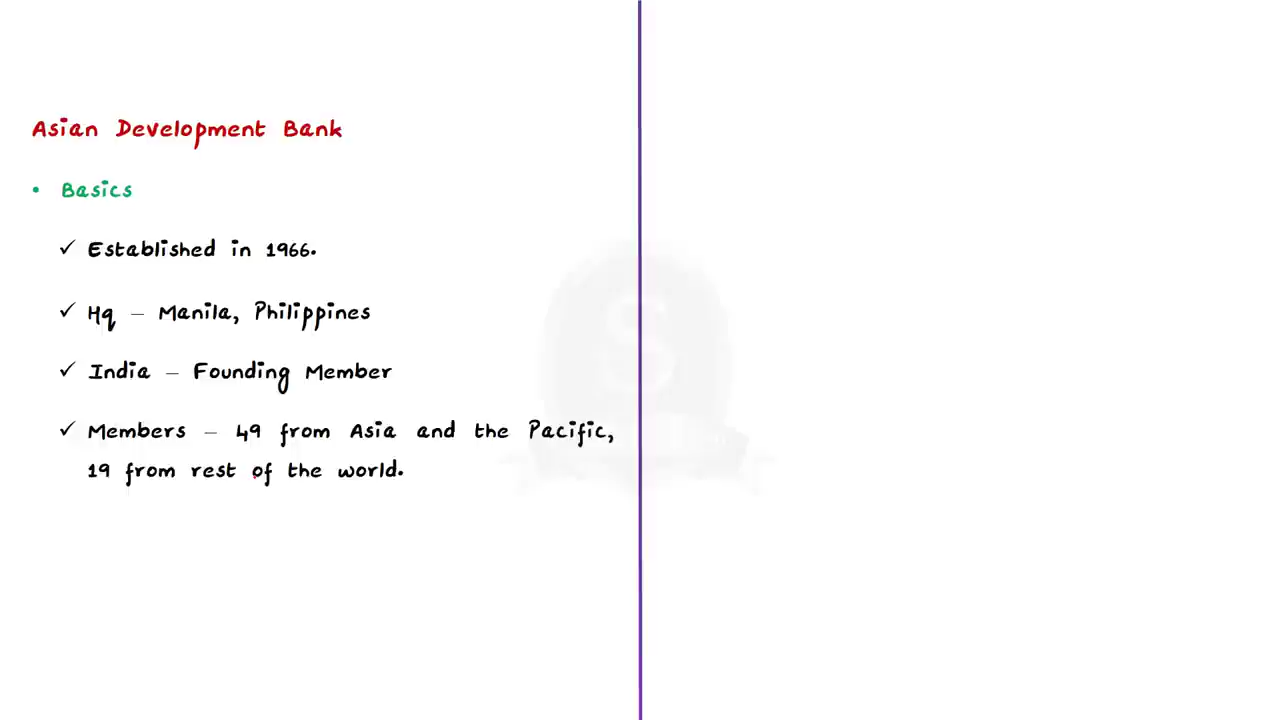 Asian Development Bank
• Basics
✓ Established in 1966.
✓ Hq – Manila, Philippines
✓ India – Founding Member
✓ Members – 49 from Asia and the Pacific,
19 from rest of the world.